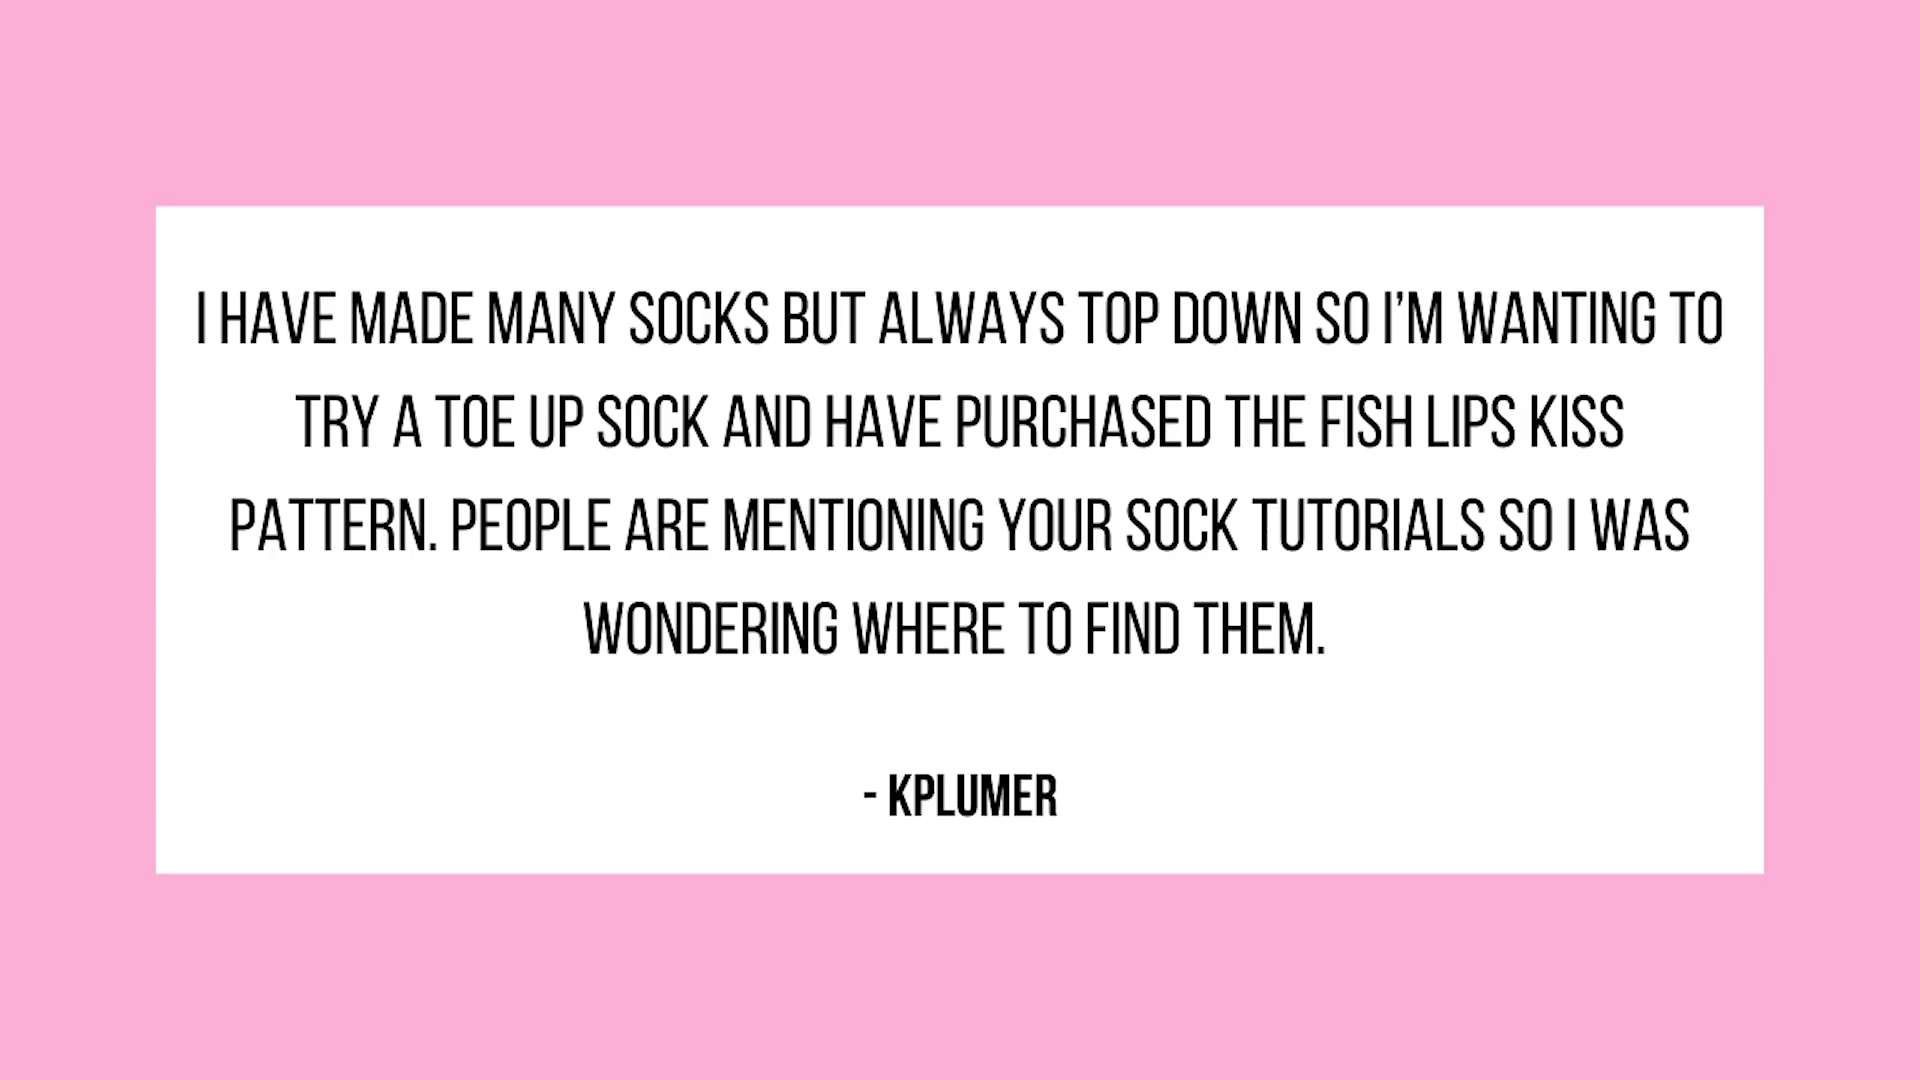 I HAVE MADE MANY SOCKS BUT ALWAYS TOP DOWN SO I'M WANTING TO
TRY A TOE UP SOCK AND HAVE PURCHASED THE FISH LIPS KISS
PATTERN. PEOPLE ARE MENTIONING YOUR SOCK TUTORIALS SO I WAS
WONDERING WHERE TO FIND THEM.
- KPLUMER